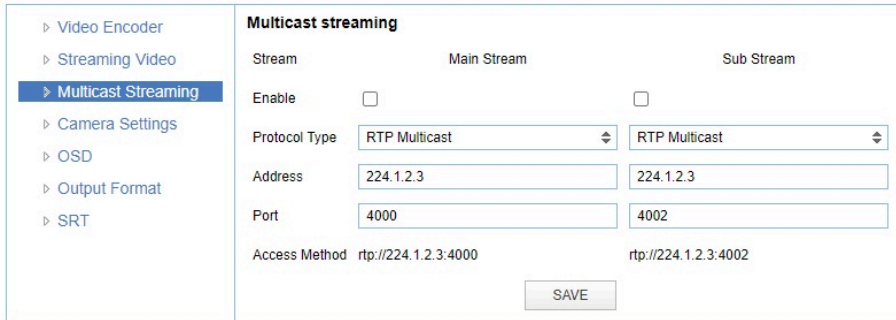 Video Encoder
Streaming Video
Multicast Streaming
Camera Settings
OSD
Output Format
SRT
Multicast streaming
Stream Main Stream Sub Stream
Enable
Protocol Type RTP Multicast RTP Multicast
Address 224.1.2.3 224.1.2.3
Port 4000 4002
Access Method rtp://224.1.2.3:4000 rtp://224.1.2.3:4002
SAVE